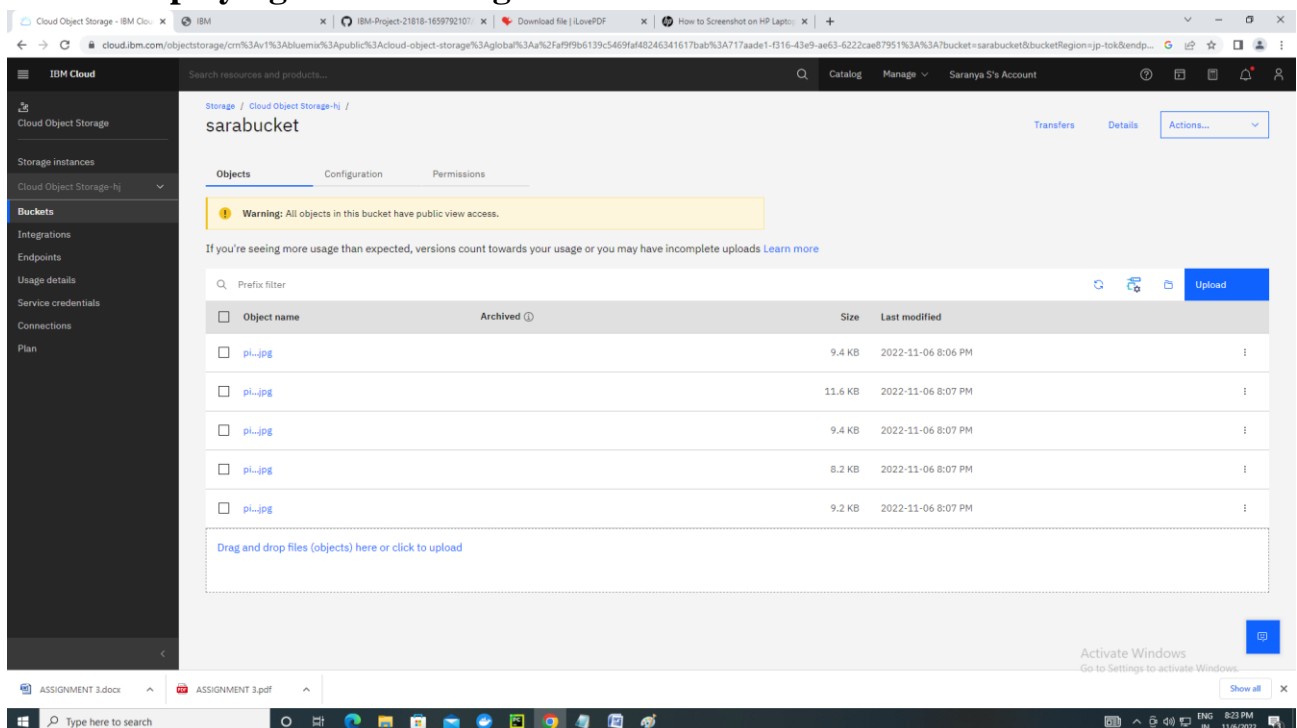 Cloud Object Storage - IBM Clou
IBM
IBM-Project-21818-1659792107/
Download file | iLovePDF
How to Screenshot on HP Laptop
cloud.ibm.com/objectstorage/crn%3Av1%3Abluemix%3Apublic%3Acloud-object-storage%3Aglobal%3Aa%2Faf9f9b6139c5469faf48246341617bab%3A717aade1-f316-43e9-ae63-6222cae87951%3A%3A?bucket=sarabucket&bucketRegion=jp-tok&endp...
IBM Cloud
Search resources and products...
Catalog
Manage
Saranya S's Account
Cloud Object Storage
Storage instances
Cloud Object Storage-hj
Buckets
Integrations
Endpoints
Usage details
Service credentials
Connections
Plan
Storage / Cloud Object Storage-hj /
sarabucket
Transfers
Details
Actions...
Objects
Configuration
Permissions
Warning: All objects in this bucket have public view access.
If you're seeing more usage than expected, versions count towards your usage or you may have incomplete uploads Learn more
Prefix filter
Upload
Object name Archived Size Last modified
pi...jpg 9.4 KB 2022-11-06 8:06 PM
pi...jpg 11.6 KB 2022-11-06 8:07 PM
pi...jpg 9.4 KB 2022-11-06 8:07 PM
pi...jpg 8.2 KB 2022-11-06 8:07 PM
pi...jpg 9.2 KB 2022-11-06 8:07 PM
Drag and drop files (objects) here or click to upload
Activate Windows
Go to Settings to activate Windows.
ASSIGNMENT 3.docx
ASSIGNMENT 3.pdf
Show all
Type here to search
ENG
IN
8:23 PM
11/6/2022